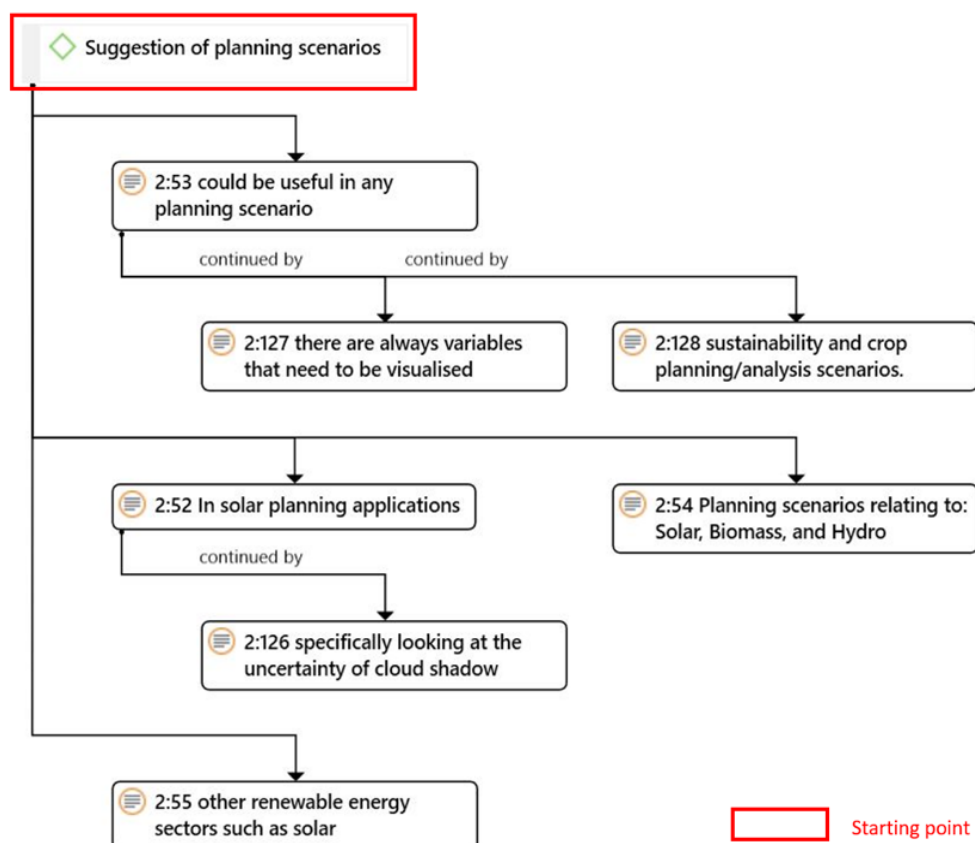 Suggestion of planning scenarios
2:53 could be useful in any
planning scenario
continued by
continued by
2:127 there are always variables
that need to be visualised
2:128 sustainability and crop
planning/analysis scenarios.
2:52 In solar planning applications
2:54 Planning scenarios relating to:
Solar, Biomass, and Hydro
continued by
2:126 specifically looking at the
uncertainty of cloud shadow
2:55 other renewable energy
sectors such as solar
Starting point